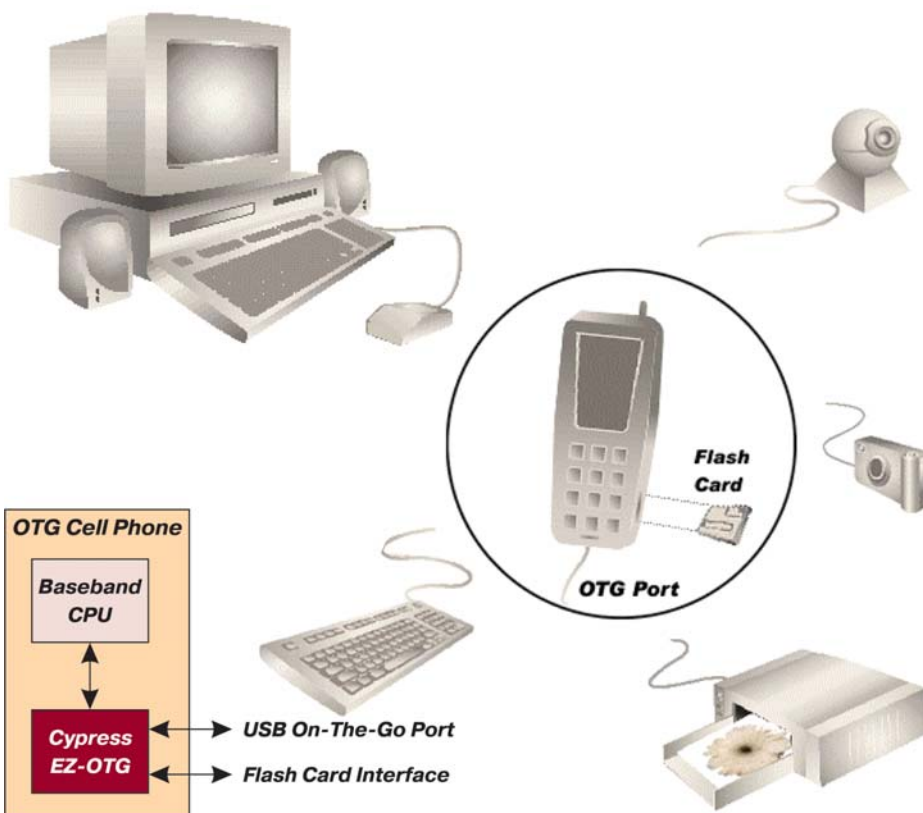 Flash
Card
OTG Port
OTG Cell Phone
Baseband
CPU
Cypress
EZ-OTG
USB On-The-Go Port
Flash Card Interface